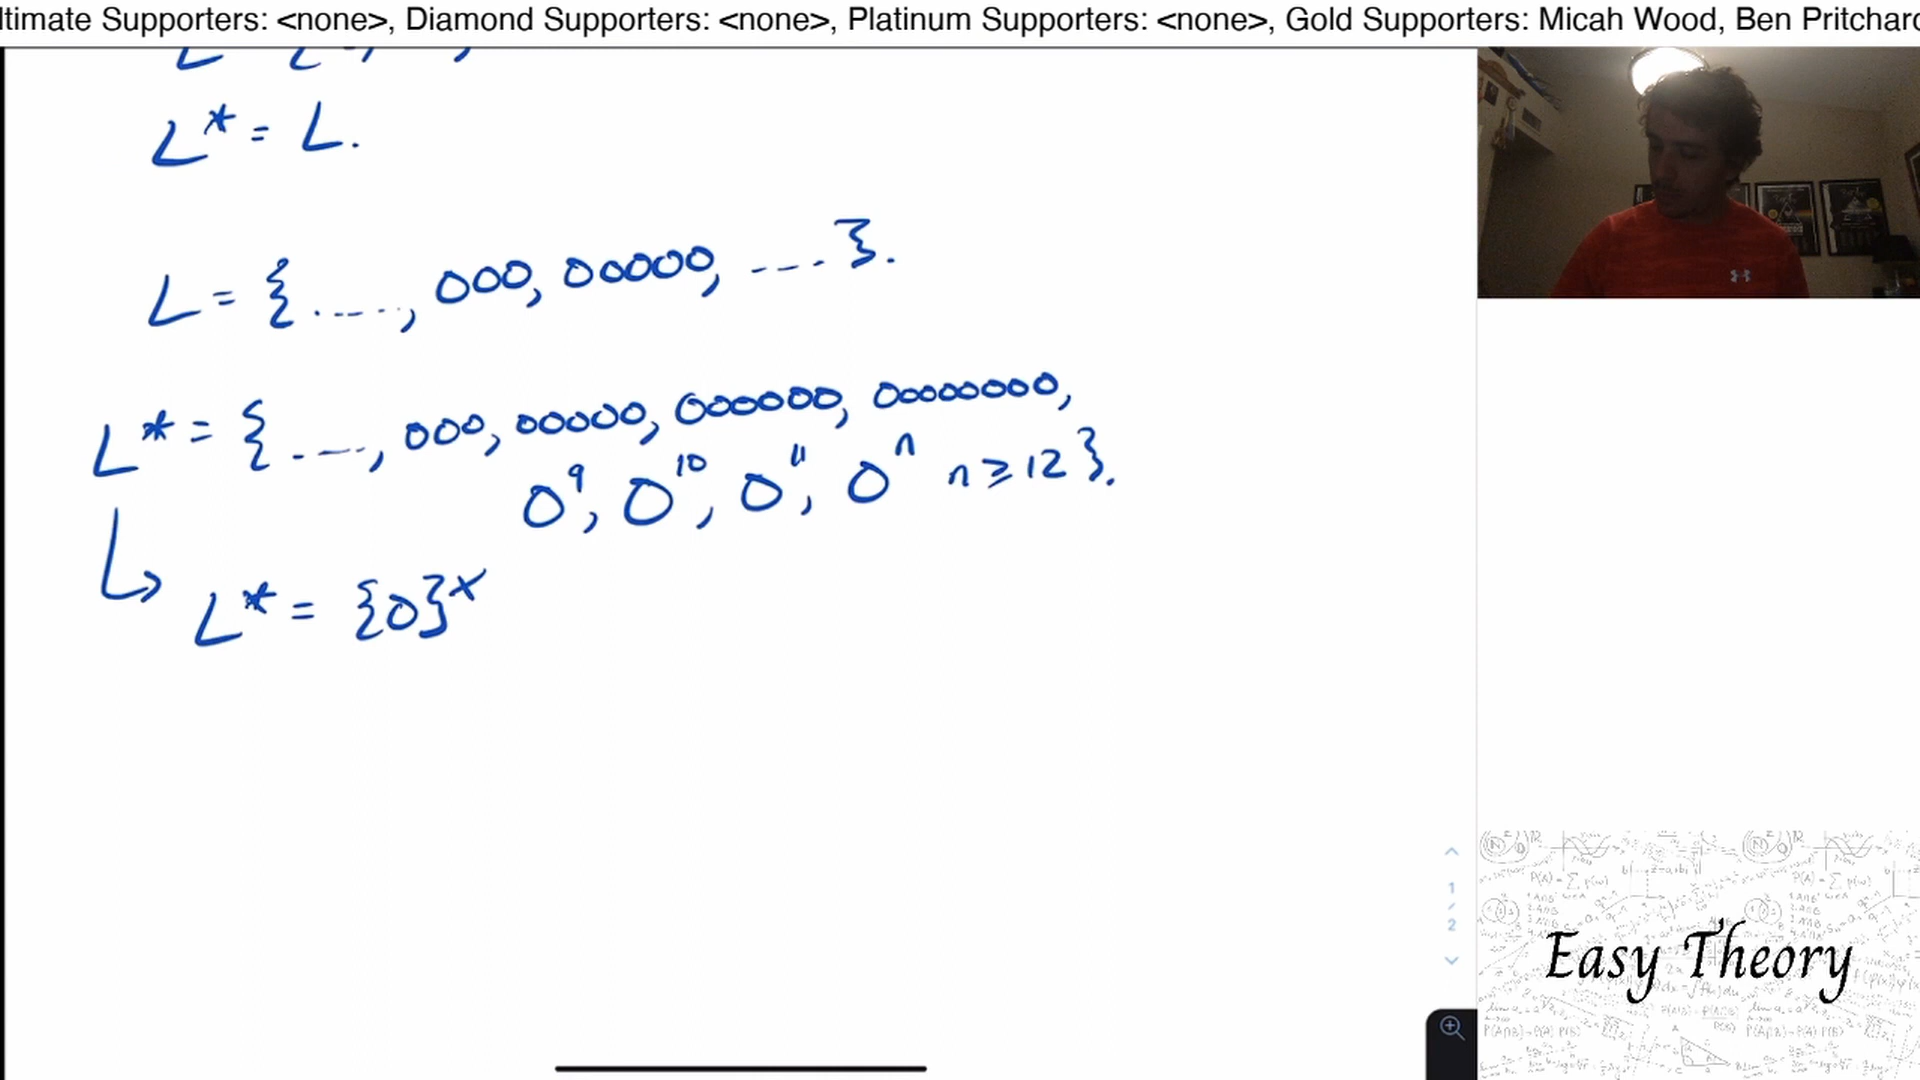 ltimate Supporters: <none>, Diamond Supporters: <none>, Platinum Supporters: <none>, Gold Supporters: Micah Wood, Ben Pritchard
L* = L.
L = {....., 000, 00000, ....}.
L* = {....., 000, 00000, 000000, 00000000,
0⁹, 0¹⁰, 0¹¹, 0ⁿ n ≥ 12}.
L* = {0}*
1
/
2
Easy Theory